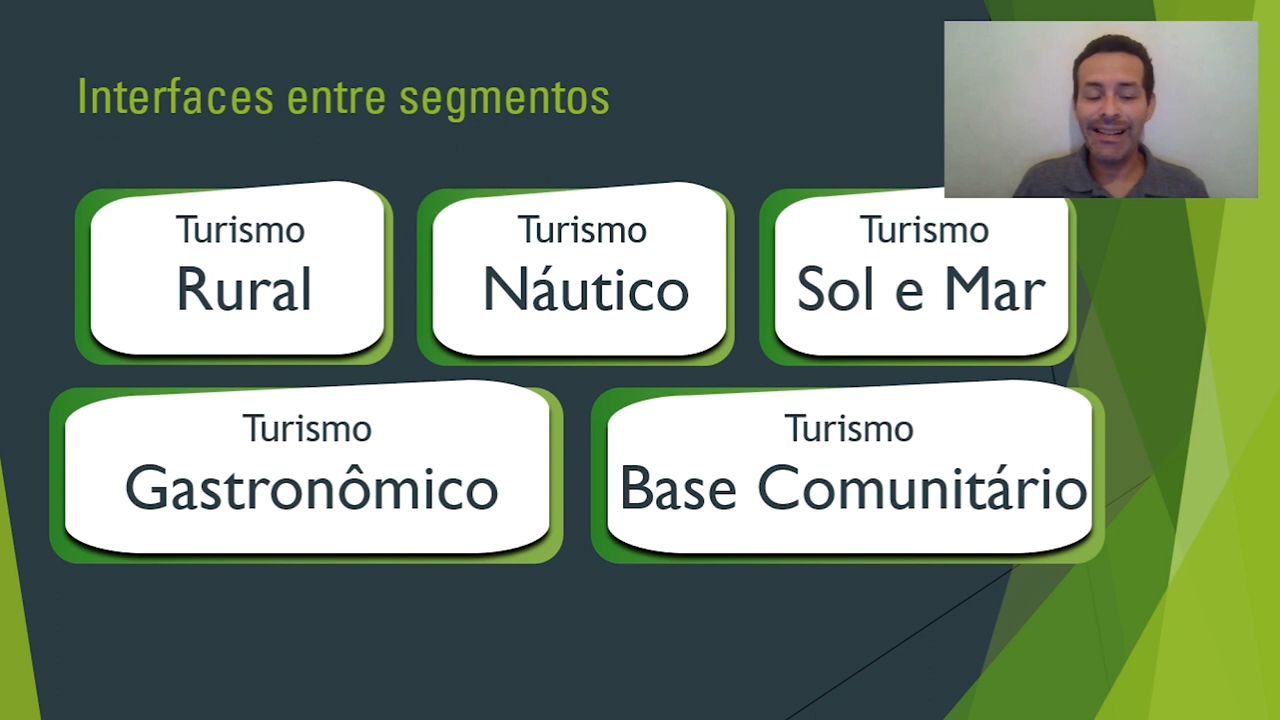 Interfaces entre segmentos
Turismo
Rural
Turismo
Náutico
Turismo
Sol e Mar
Turismo
Gastronômico
Turismo
Base Comunitário